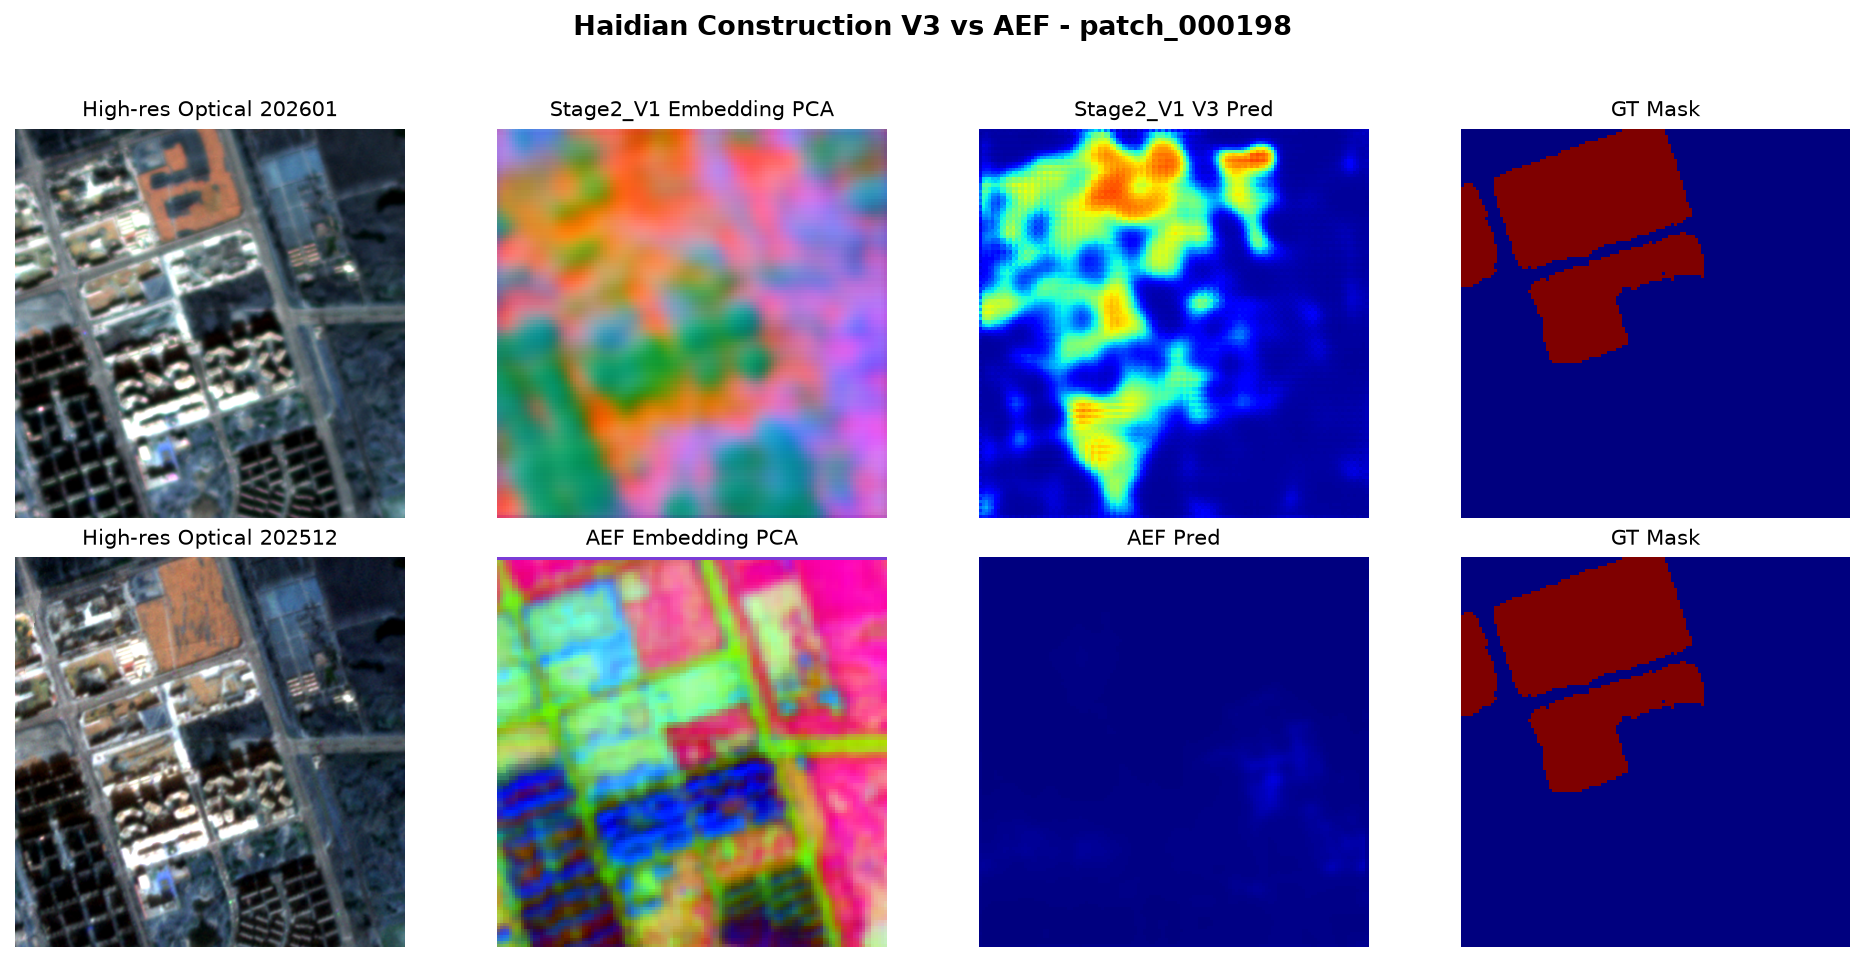 Haidian Construction V3 vs AEF - patch_000198
High-res Optical 202601
Stage2_V1 Embedding PCA
Stage2_V1 V3 Pred
GT Mask
High-res Optical 202512
AEF Embedding PCA
AEF Pred
GT Mask